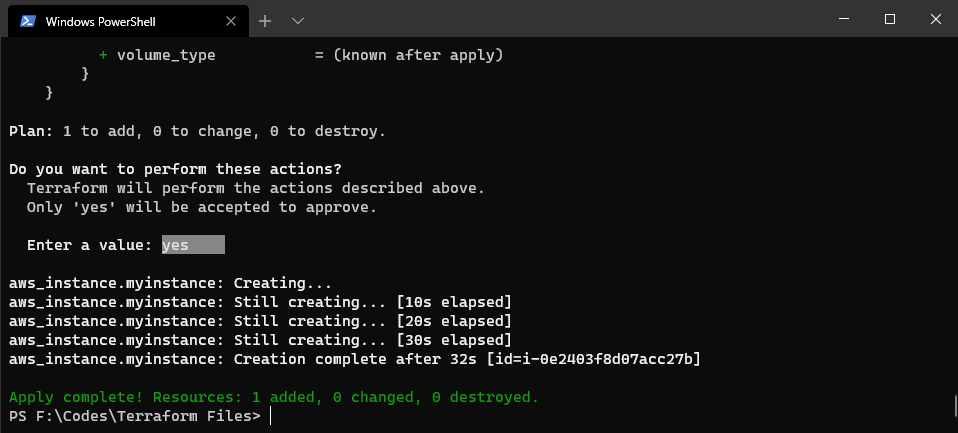 Windows PowerShell
+ volume_type = (known after apply)
}
}
Plan: 1 to add, 0 to change, 0 to destroy.
Do you want to perform these actions?
Terraform will perform the actions described above.
Only 'yes' will be accepted to approve.
Enter a value: yes
aws_instance.myinstance: Creating...
aws_instance.myinstance: Still creating... [10s elapsed]
aws_instance.myinstance: Still creating... [20s elapsed]
aws_instance.myinstance: Still creating... [30s elapsed]
aws_instance.myinstance: Creation complete after 32s [id=i-0e2403f8d07acc27b]
Apply complete! Resources: 1 added, 0 changed, 0 destroyed.
PS F:\Codes\Terraform Files>